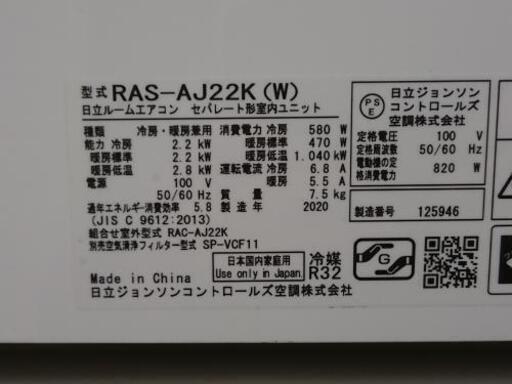 型式 RAS-AJ22K (W)
日立ルームエアコン セパレート形室内ユニット
種類 冷房・暖房兼用
能力 冷房 2.2 kW
暖房標準 2.2 kW
暖房低温 2.8 kW
電源 100 V
50/60 Hz
通年エネルギー消費効率 5.8
(JIS C 9612:2013)
消費電力 冷房 580 W
暖房標準 470 W
暖房低温 1.040 kW
運転電流 冷房 6.8 A
暖房 5.5 A
質量 7.5 kg
製造年 2020
組合せ室外型式 RAC-AJ22K
別売空気清浄フィルター型式 SP-VCF11
日本国内家庭用
Use only in Japan.
冷媒
R32
Made in China
日立ジョンソンコントロールズ空調株式会社
PS
E
日立ジョンソン
コントロールズ
空調株式会社
定格電圧 100 V
定格周波数 50/60 Hz
電動機の定
格消費電力 820 W
製造番号 125946
G